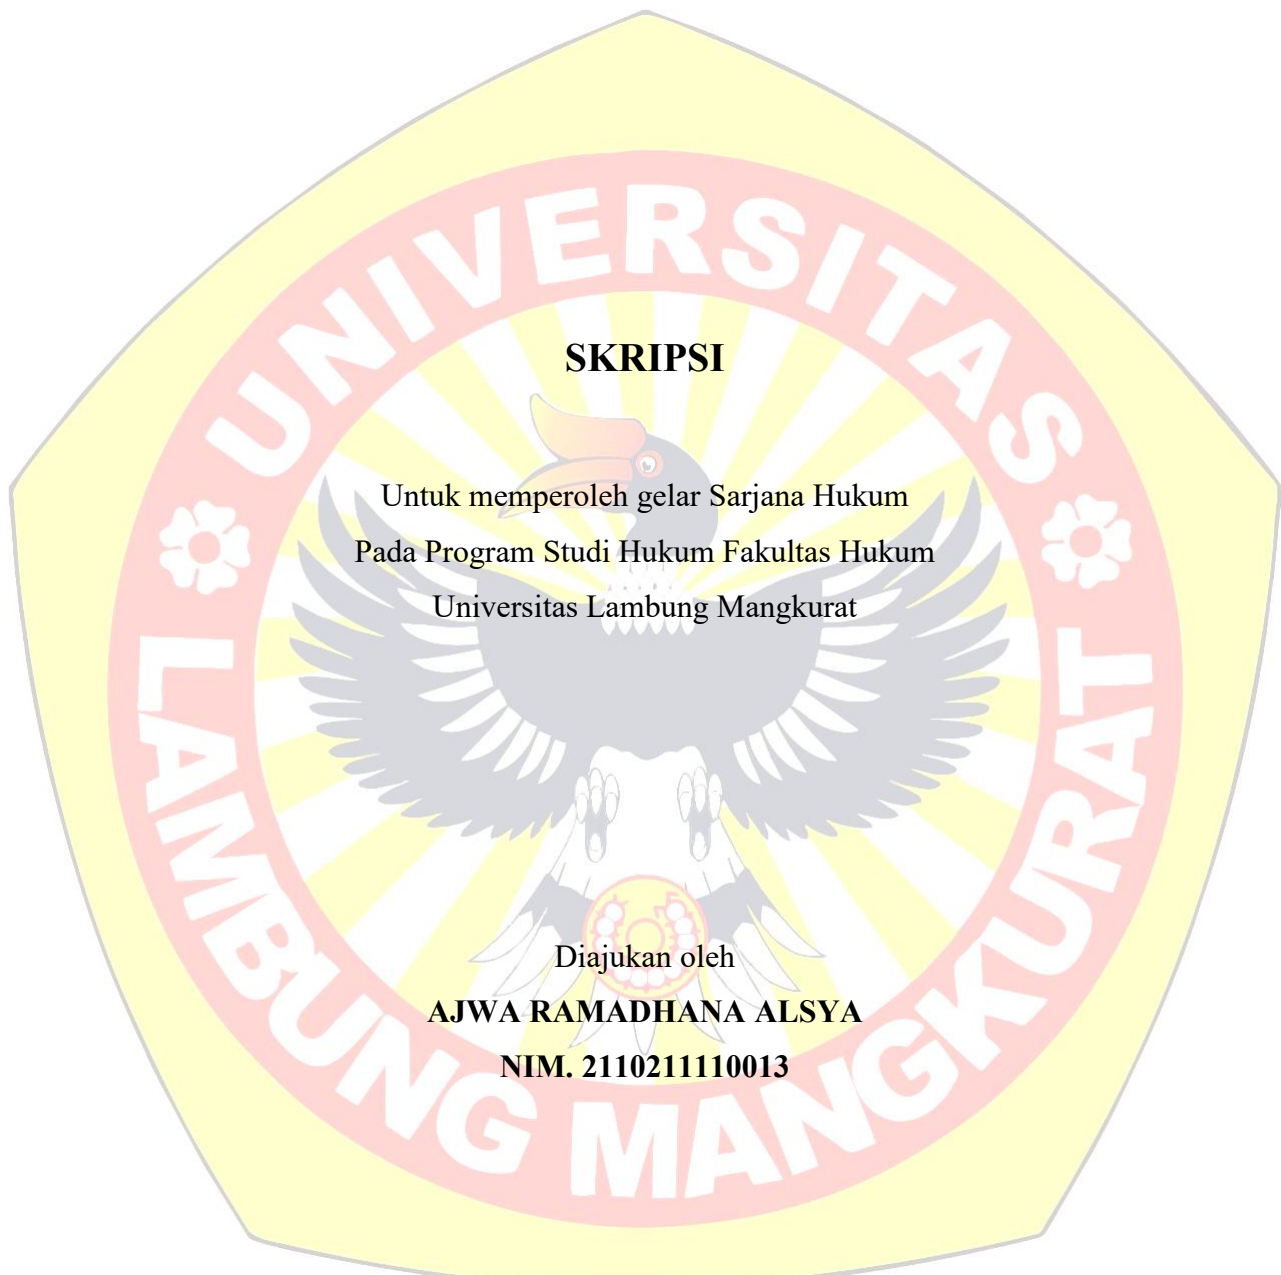 UNIVERSITAS
LAMBUNG MANGKURAT
SKRIPSI
Untuk memperoleh gelar Sarjana Hukum
Pada Program Studi Hukum Fakultas Hukum
Universitas Lambung Mangkurat
Diajukan oleh
AJWA RAMADHANA ALSYA
NIM. 2110211110013